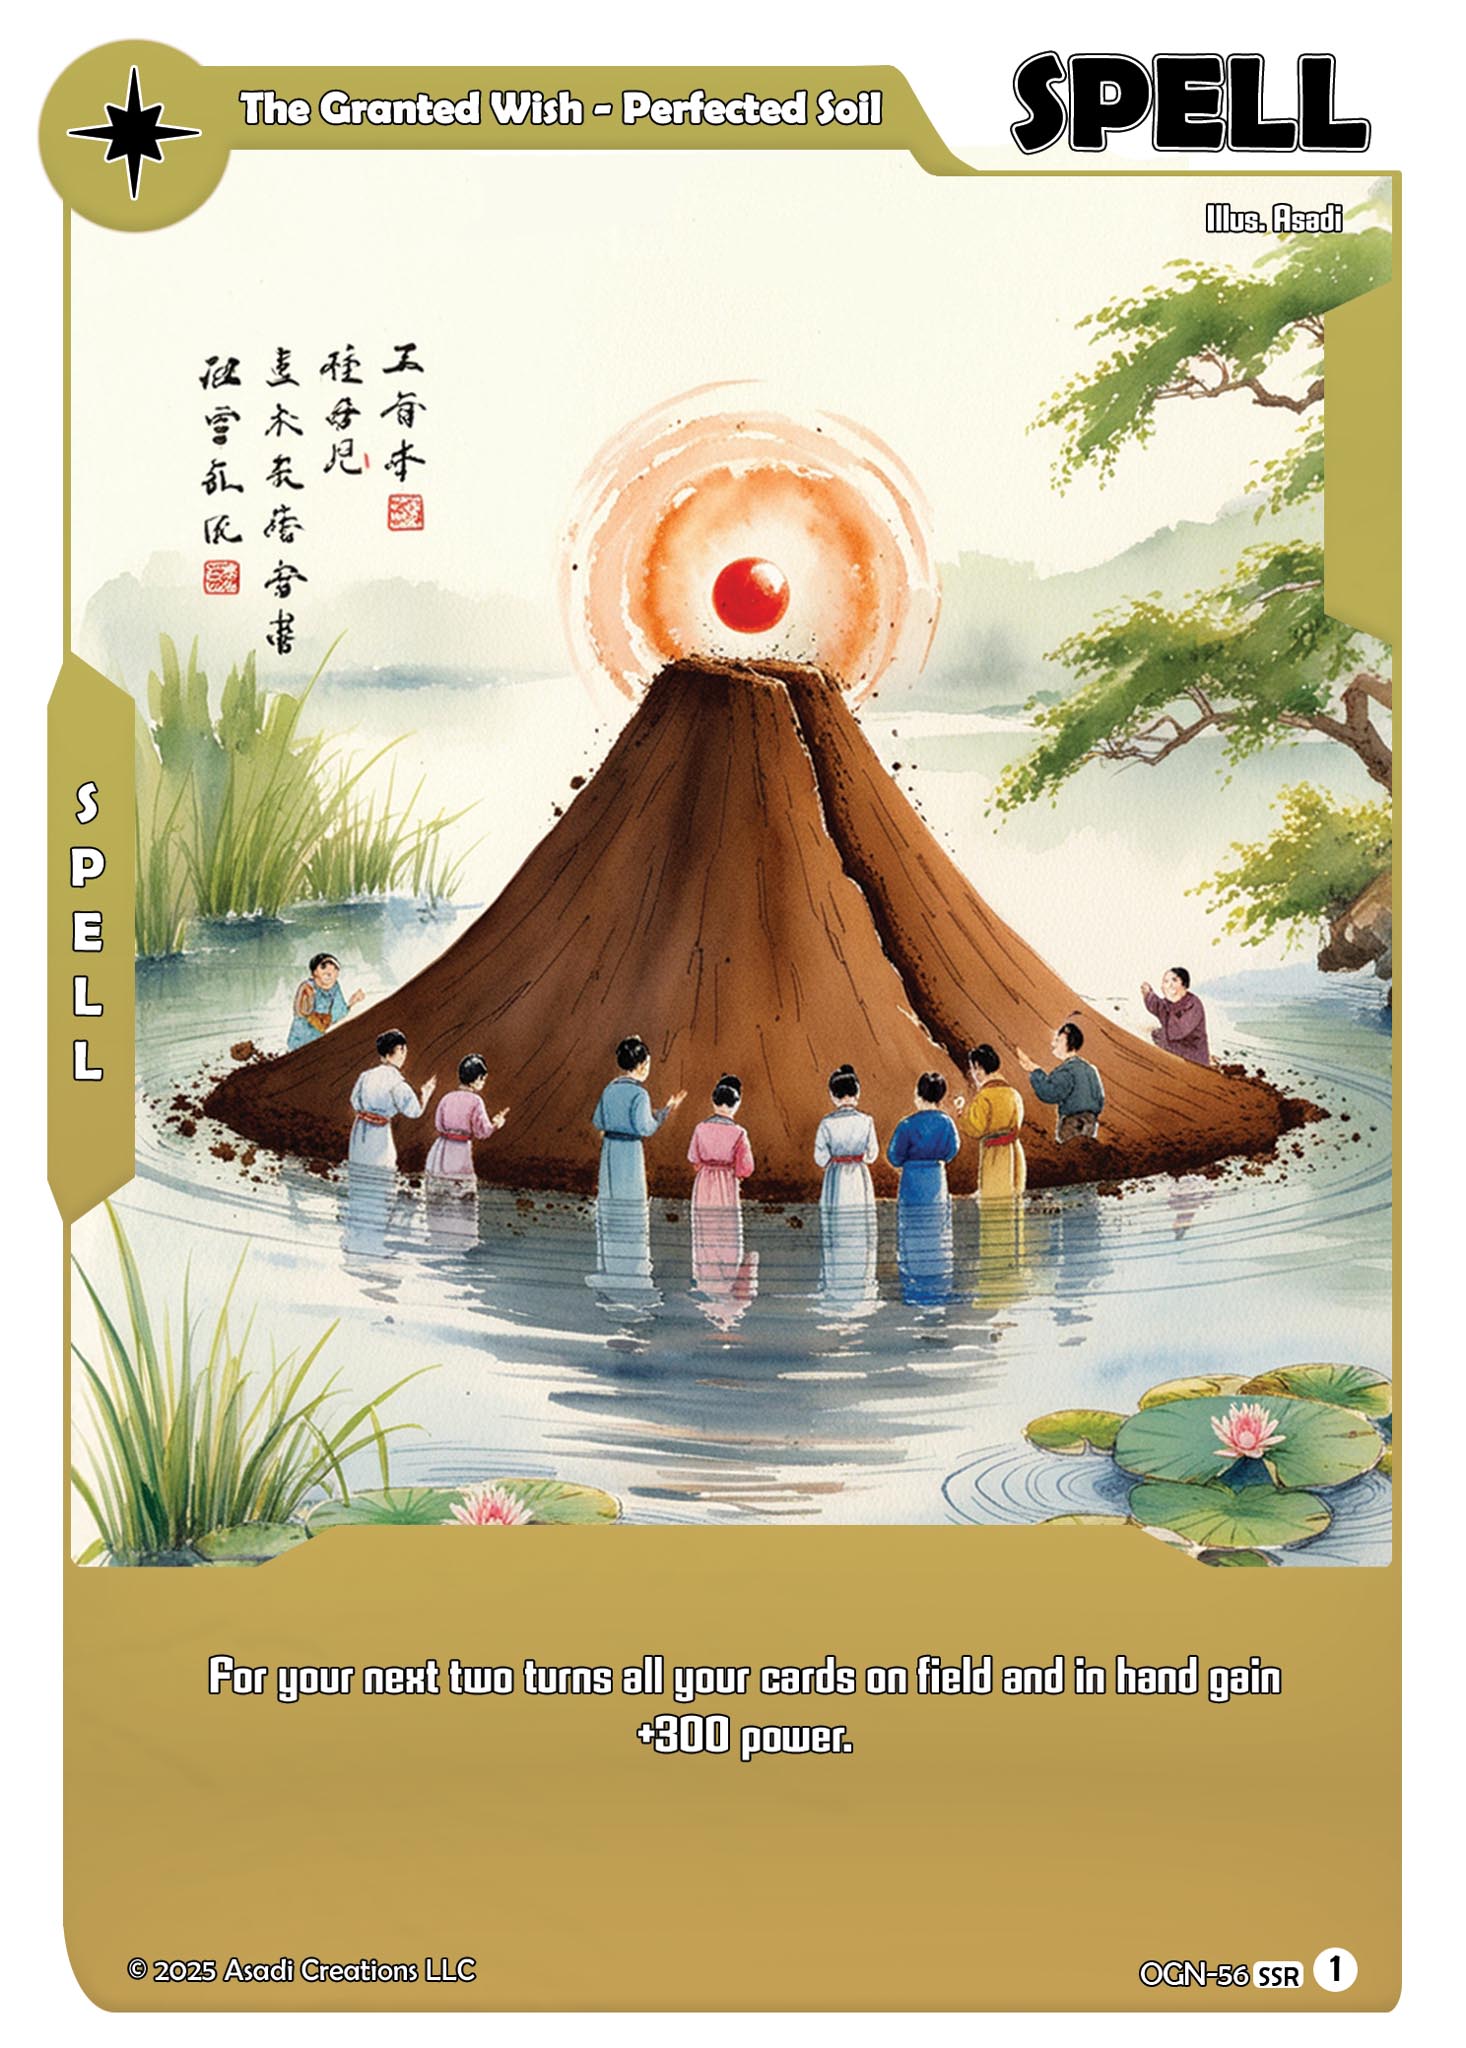 The Granted Wish - Perfected Soil
SPELL
Illus. Asadi
SPELL
For your next two turns all your cards on field and in hand gain
+300 power.
© 2025 Asadi Creations LLC
OGN-56 SSR 1